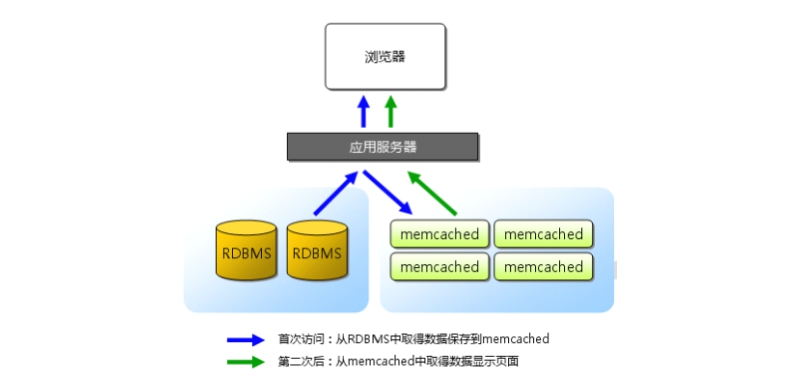 浏览器
应用服务器
RDBMS RDBMS
memcached memcached
memcached memcached
首次访问：从RDBMS中取得数据保存到memcached
第二次后：从memcached中取得数据显示页面